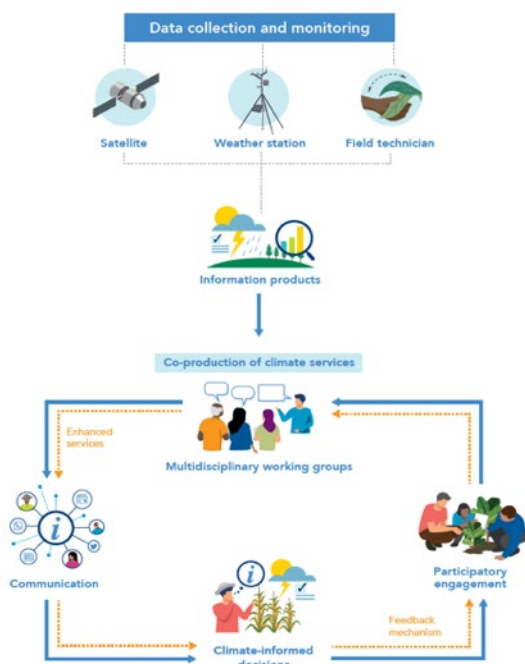 Data collection and monitoring
Satellite
Weather station
Field technician
Information products
Co-production of climate services
Enhanced
services
Multidisciplinary working groups
Communication
Participatory
engagement
Feedback
mechanism
Climate-informed
decisions